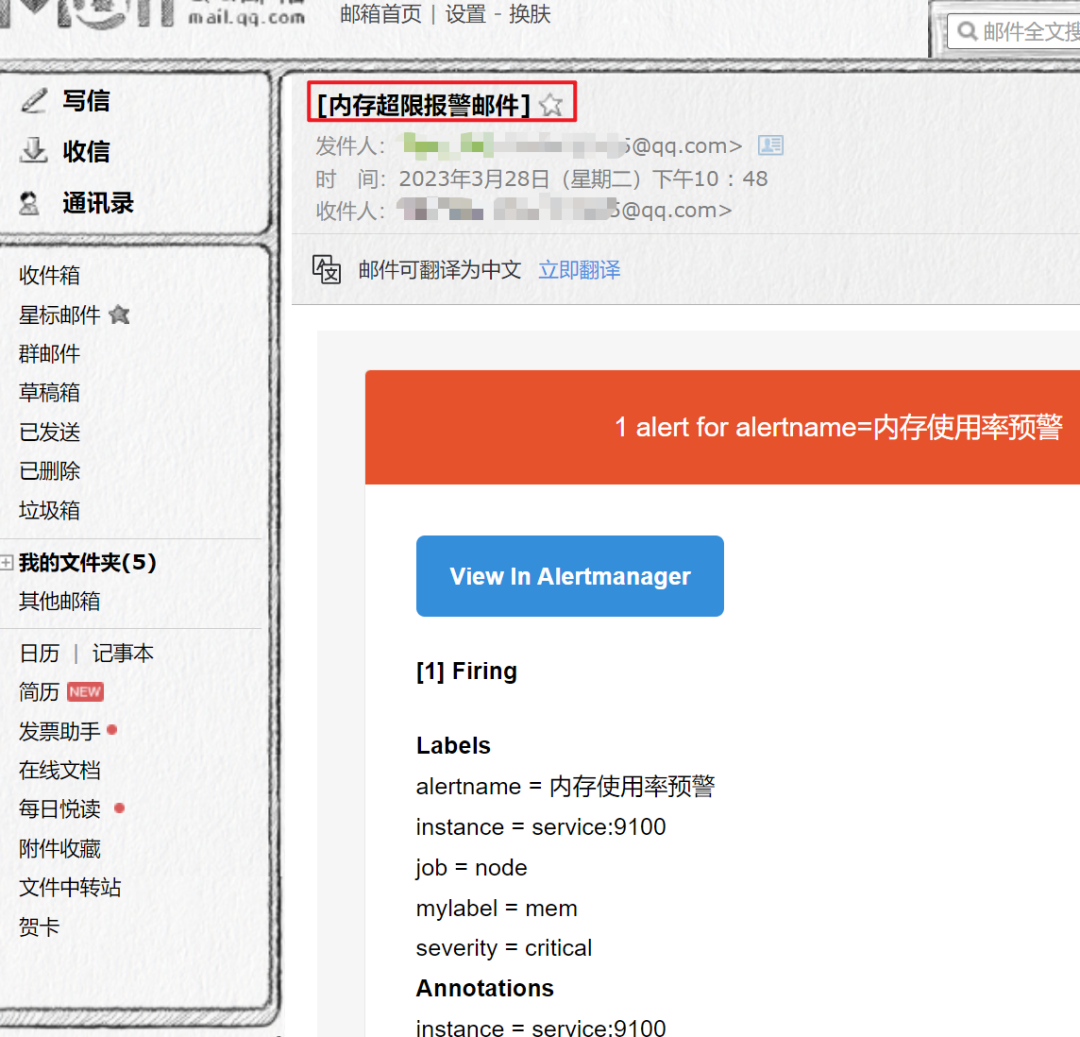 mail.qq.com
邮箱首页 | 设置 - 换肤
邮件全文搜
写信
收信
通讯录
收件箱
星标邮件
群邮件
草稿箱
已发送
已删除
垃圾箱
我的文件夹(5)
其他邮箱
日历 | 记事本
简历 NEW
发票助手
在线文档
每日悦读
附件收藏
文件中转站
贺卡
[内存超限报警邮件]
发件人: 5@qq.com>
时 间: 2023年3月28日（星期二）下午10：48
收件人: 5@qq.com>
邮件可翻译为中文 立即翻译
1 alert for alertname=内存使用率预警
View In Alertmanager
[1] Firing
Labels
alertname = 内存使用率预警
instance = service:9100
job = node
mylabel = mem
severity = critical
Annotations
instance = service:9100